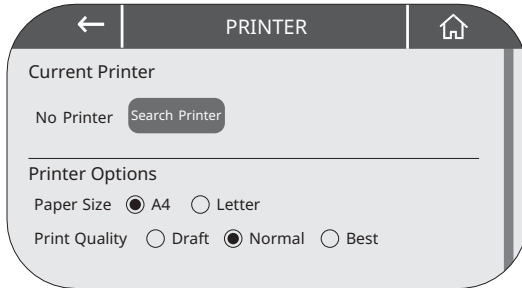 PRINTER
Current Printer
No Printer Search Printer
Printer Options
Paper Size A4 Letter
Print Quality Draft Normal Best